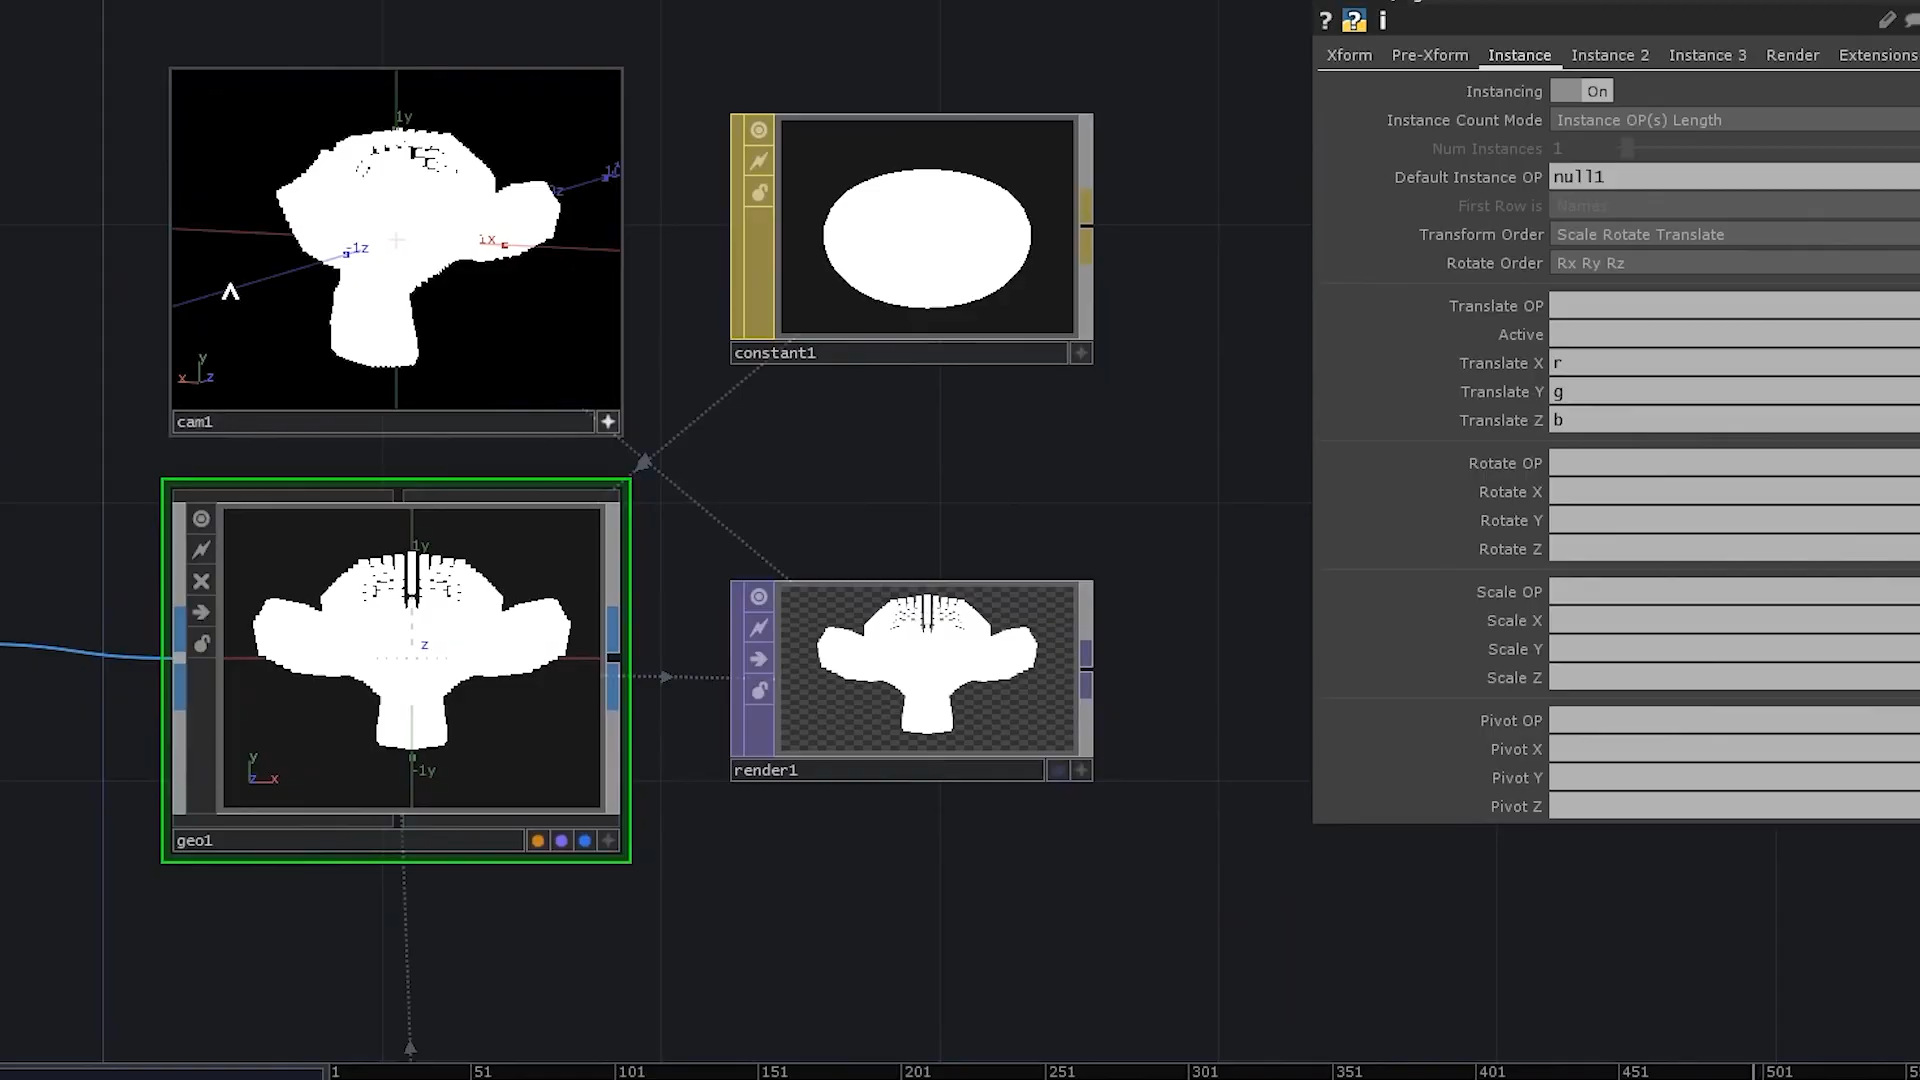 ? ? i
Xform Pre-Xform Instance Instance 2 Instance 3 Render Extensions
Instancing On
Instance Count Mode Instance OP(s) Length
Num Instances 1
Default Instance OP null1
First Row is Names
Transform Order Scale Rotate Translate
Rotate Order Rx Ry Rz
Translate OP
Active
Translate X r
Translate Y g
Translate Z b
Rotate OP
Rotate X
Rotate Y
Rotate Z
Scale OP
Scale X
Scale Y
Scale Z
Pivot OP
Pivot X
Pivot Y
Pivot Z
1y
1x
-1z
y
x z
cam1
constant1
1y
z
-1y
y
z x
geo1
render1
1 51 101 151 201 251 301 351 401 451 501